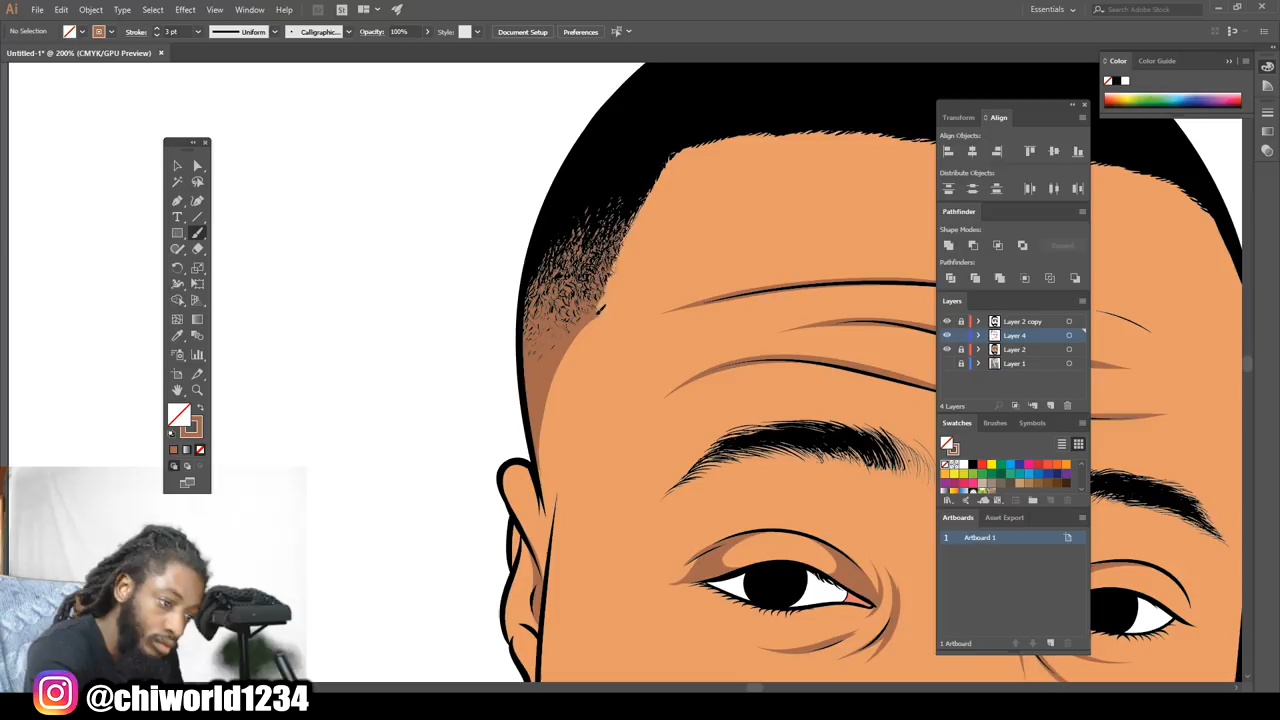 Ai File Edit Object Type Select Effect View Window Help Br St Essentials Search Adobe Stock
No Selection Stroke: 3 pt Uniform Calligraphic... Opacity: 100% Style: Document Setup Preferences
Untitled-1* @ 200% (CMYK/GPU Preview)
Color Color Guide
Transform Align
Align Objects:
Distribute Objects:
Pathfinder
Shape Modes:
Expand
Pathfinders:
Layers
Layer 2 copy
Layer 4
Layer 2
Layer 1
4 Layers
Swatches Brushes Symbols
Artboards Asset Export
1 Artboard 1
1 Artboard
@chiworld1234